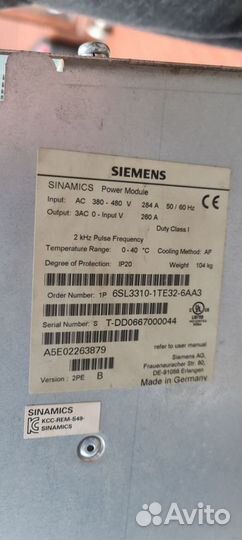 SIEMENS
SINAMICS Power Module
Input: AC 380 - 480 V 284 A 50 / 60 Hz
Output: 3AC 0 - Input V 260 A
Duty Class I
2 kHz Pulse Frequency
Temperature Range: 0 - 40 °C Cooling Method: AF
Degree of Protection: IP20 Weight: 104 kg
Order Number: 1P 6SL3310-1TE32-6AA3
Serial Number: S T-DD0667000044
refer to user manual
A5E02263879
Siemens AG,
Frauenauracher Str. 80,
DE-91056 Erlangen
Version : 2PE B
Made in Germany
SINAMICS
KCC-REM-S49-
SINAMICS
Avito